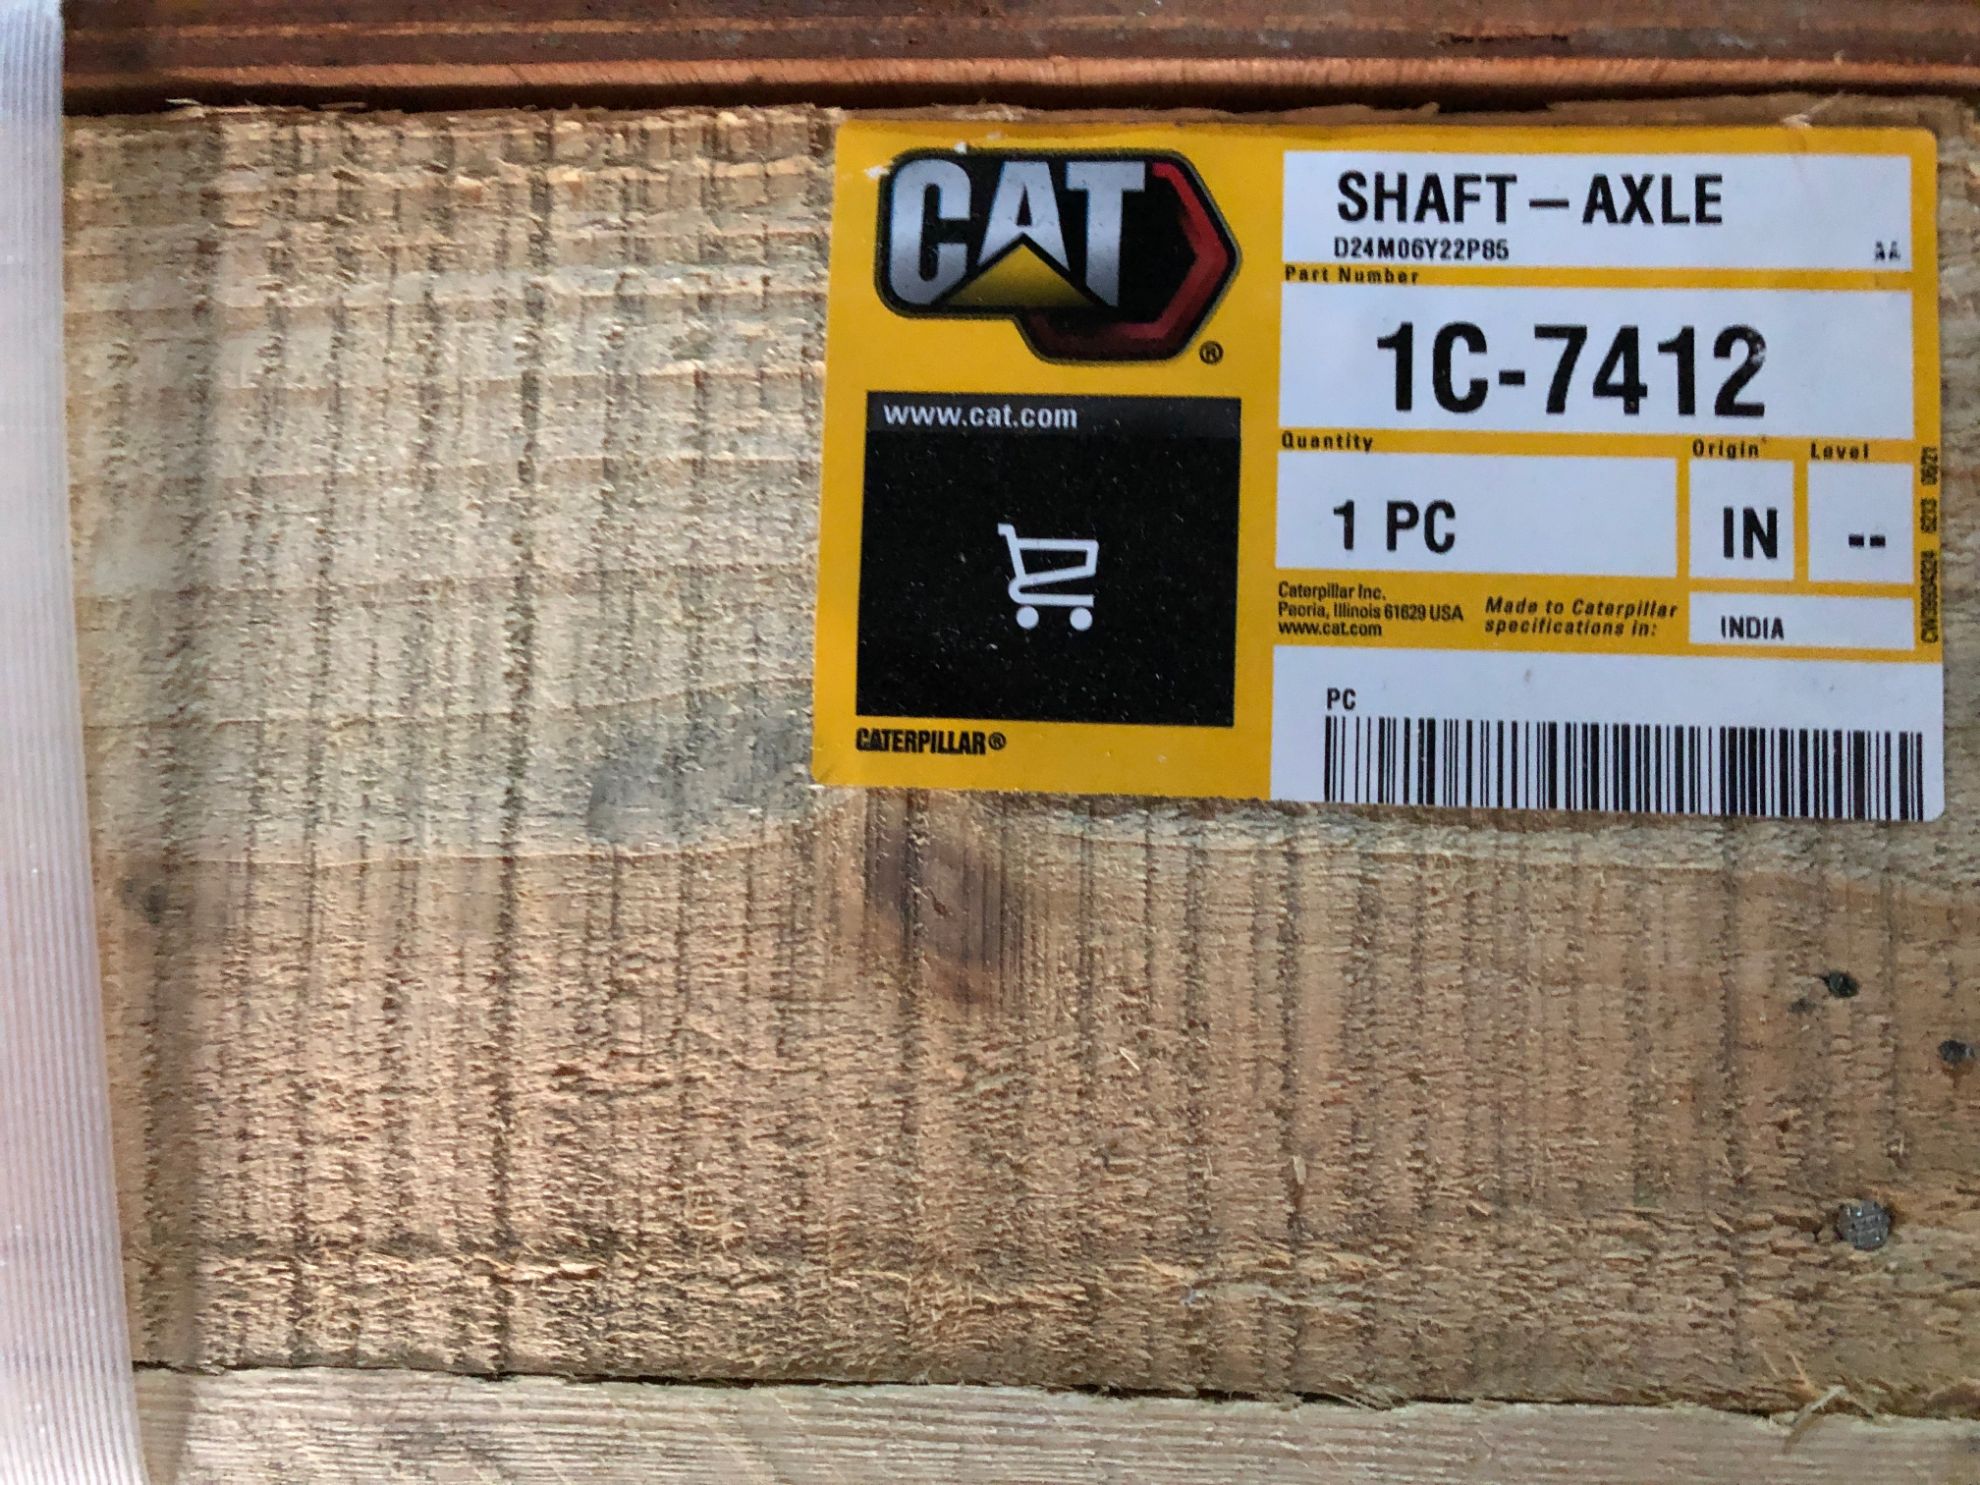 CAT
®
www.cat.com
CATERPILLAR®
SHAFT-AXLE
D24M06Y22P85
Part Number
1C-7412
Quantity
Origin
Level
1 PC
IN
--
Caterpillar Inc.
Peoria, Illinois 61629 USA
www.cat.com
Made to Caterpillar
specifications in:
INDIA
PC